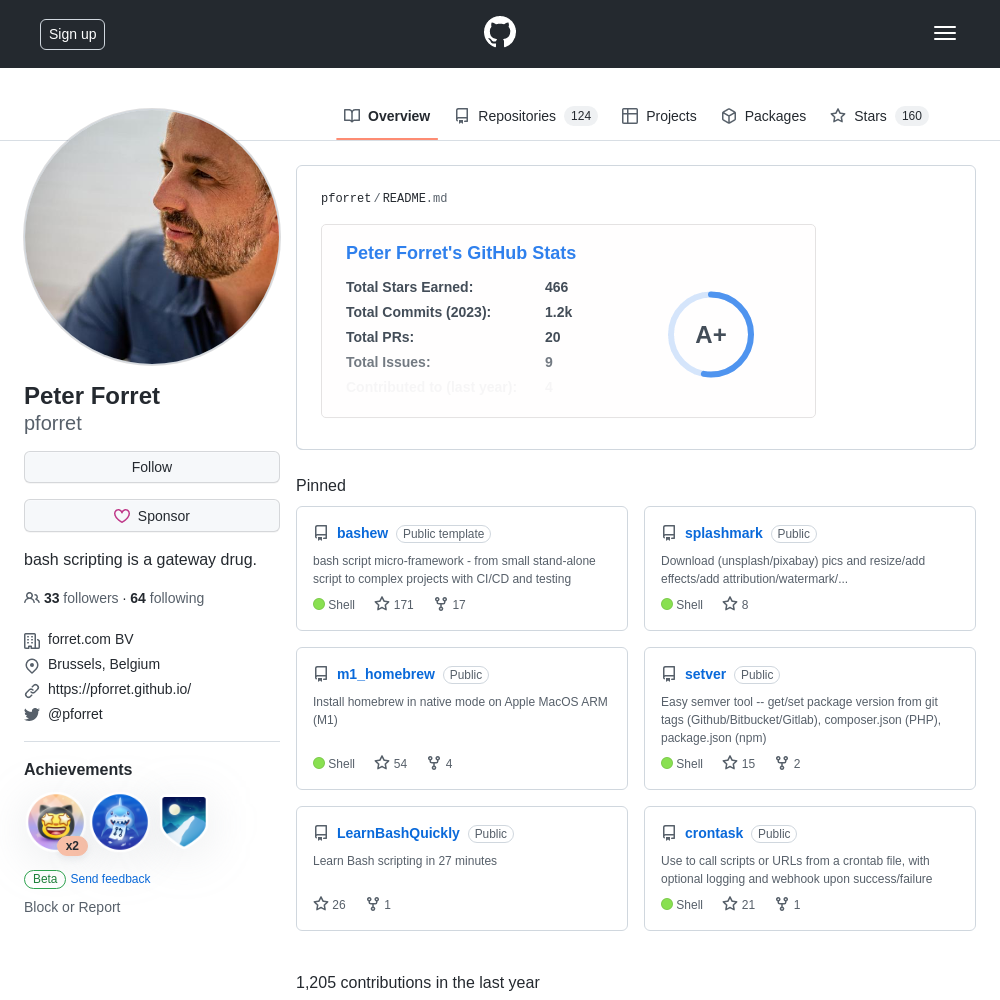 Sign up
Overview
Repositories 124
Projects
Packages
Stars 160
Peter Forret
pforret
Follow
Sponsor
bash scripting is a gateway drug.
33 followers · 64 following
forret.com BV
Brussels, Belgium
https://pforret.github.io/
@pforret
Achievements
x2
Beta Send feedback
Block or Report
pforret / README.md
Peter Forret's GitHub Stats
Total Stars Earned: 466
Total Commits (2023): 1.2k
Total PRs: 20
Total Issues: 9
Contributed to (last year): 4
A+
Pinned
bashew Public template
bash script micro-framework - from small stand-alone
script to complex projects with CI/CD and testing
Shell 171 17
splashmark Public
Download (unsplash/pixabay) pics and resize/add
effects/add attribution/watermark/...
Shell 8
m1_homebrew Public
Install homebrew in native mode on Apple MacOS ARM
(M1)
Shell 54 4
setver Public
Easy semver tool -- get/set package version from git
tags (Github/Bitbucket/Gitlab), composer.json (PHP),
package.json (npm)
Shell 15 2
LearnBashQuickly Public
Learn Bash scripting in 27 minutes
26 1
crontask Public
Use to call scripts or URLs from a crontab file, with
optional logging and webhook upon success/failure
Shell 21 1
1,205 contributions in the last year